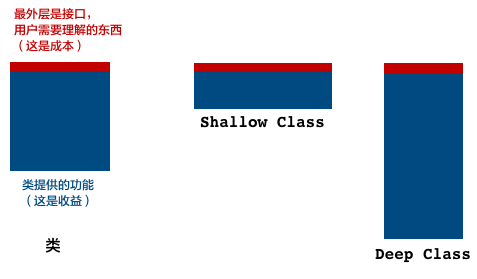 最外层是接口，
用户需要理解的东西
（这是成本）
类提供的功能
（这是收益）
类
Shallow Class
Deep Class